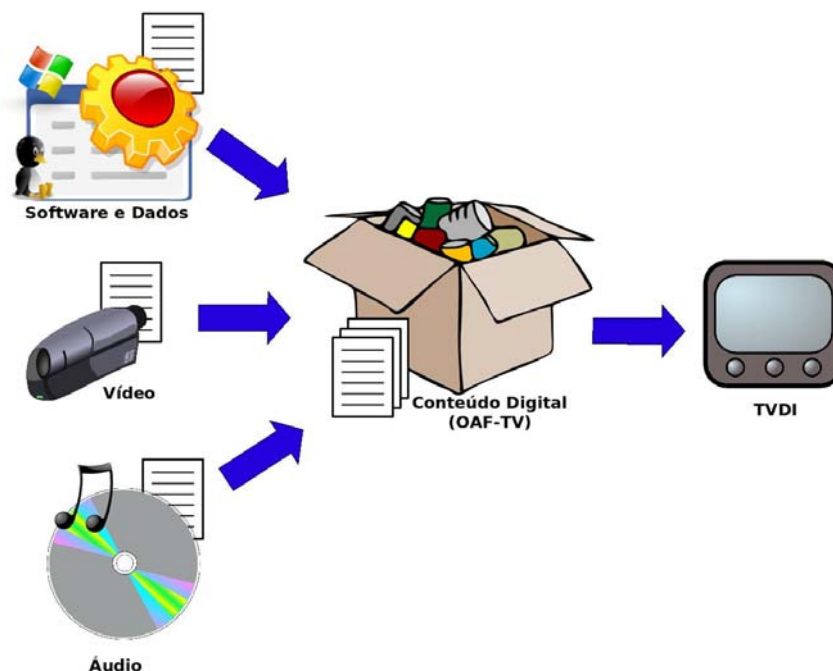 Software e Dados
Vídeo
Conteúdo Digital
(OAF-TV)
TVDI
Áudio